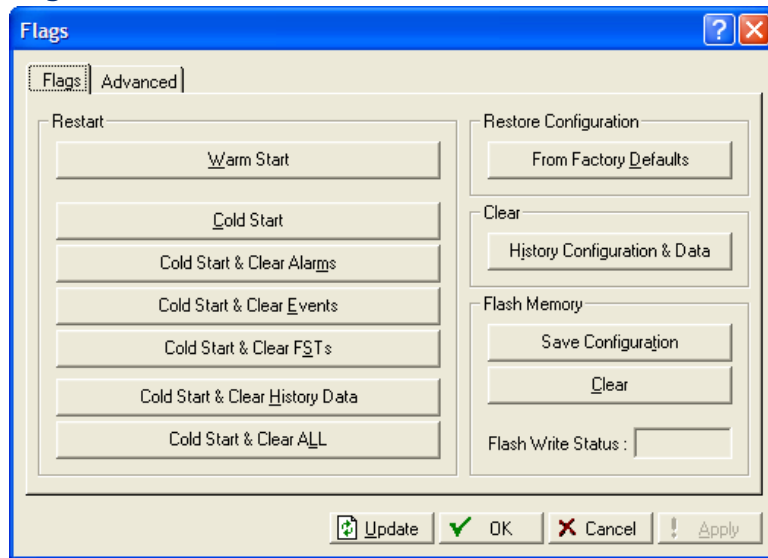 Flags
Flags Advanced
Restart
Warm Start
Cold Start
Cold Start & Clear Alarms
Cold Start & Clear Events
Cold Start & Clear FSTs
Cold Start & Clear History Data
Cold Start & Clear ALL
Restore Configuration
From Factory Defaults
Clear
History Configuration & Data
Flash Memory
Save Configuration
Clear
Flash Write Status :
Update OK Cancel Apply